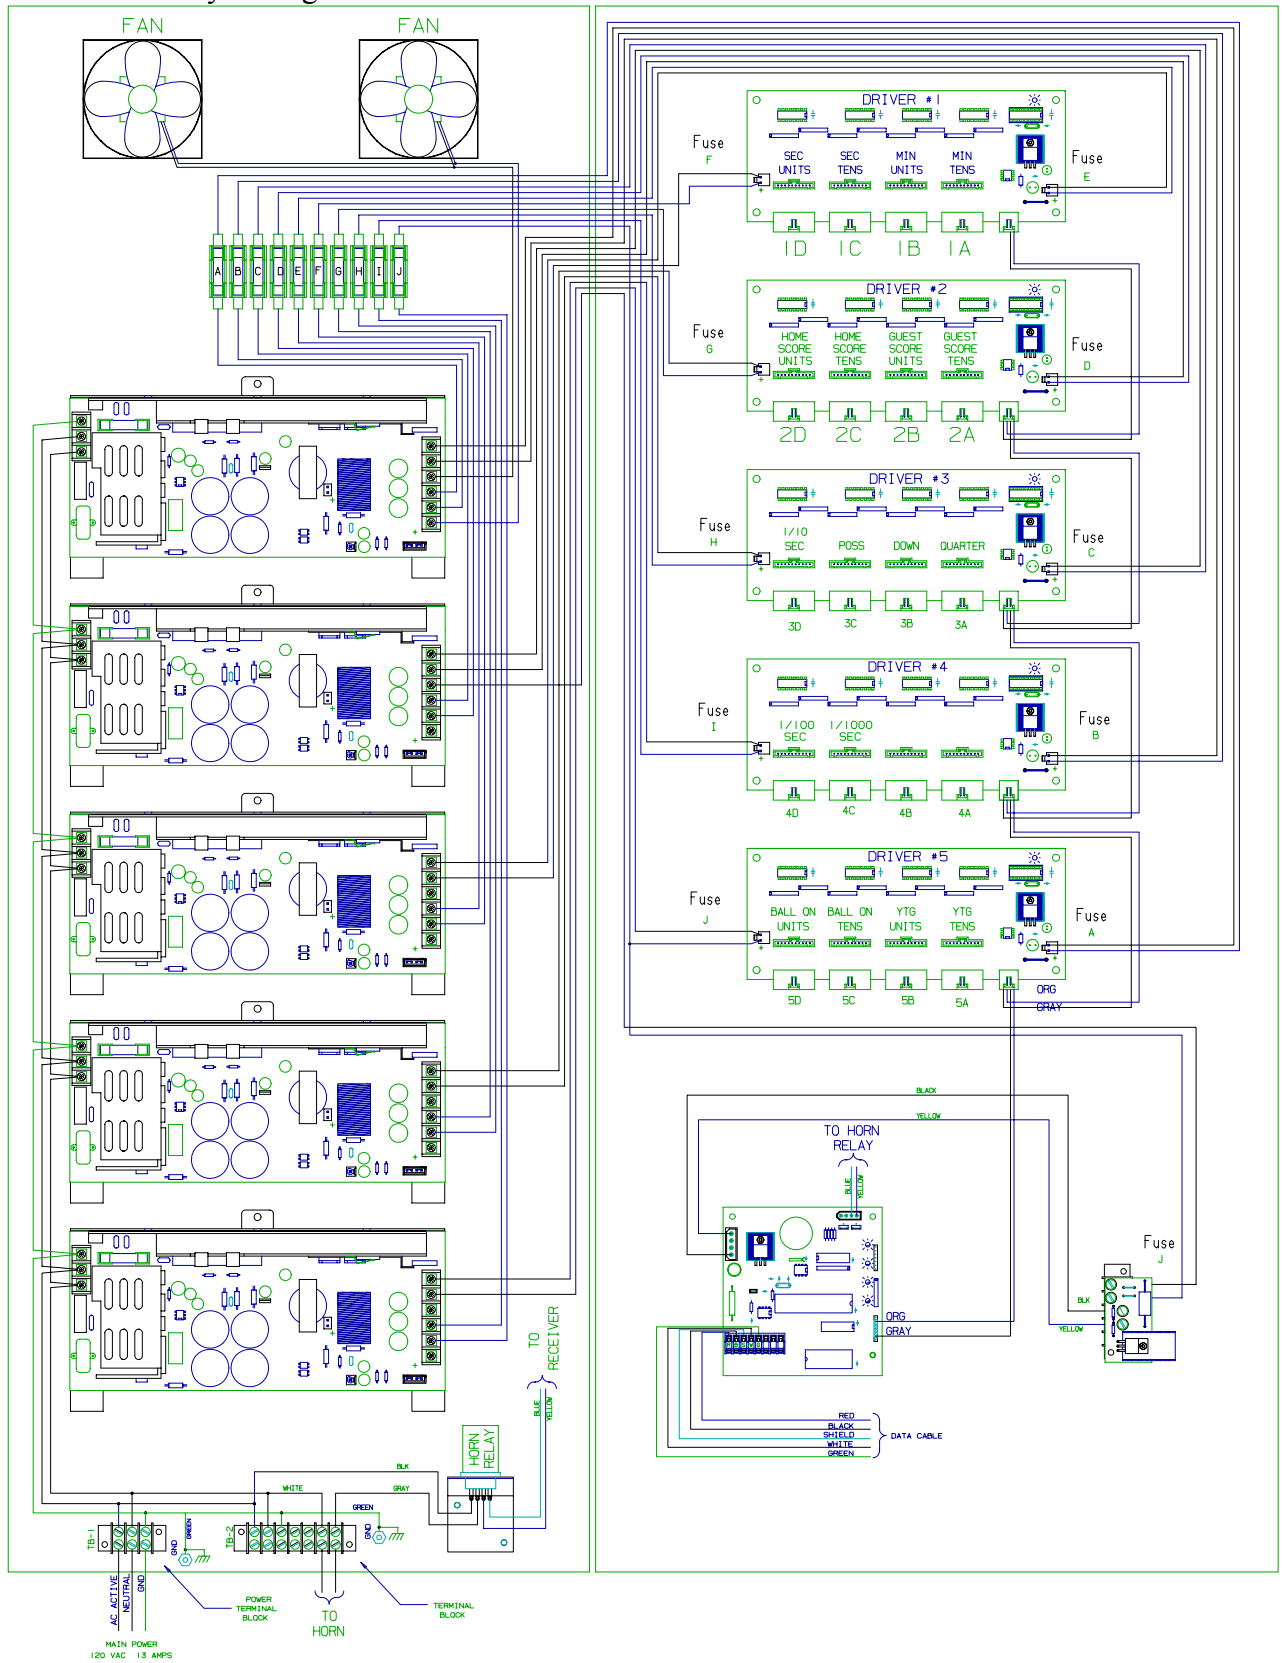 FAN
FAN
A B C D E F G H I J
DRIVER #1
Fuse
F
SEC
UNITS
SEC
TENS
MIN
UNITS
MIN
TENS
Fuse
E
1D 1C 1B 1A
DRIVER #2
Fuse
G
HOME
SCORE
UNITS
HOME
SCORE
TENS
GUEST
SCORE
UNITS
GUEST
SCORE
TENS
Fuse
D
2D 2C 2B 2A
DRIVER #3
Fuse
H
1/10
SEC
POSS
DOWN
QUARTER
Fuse
C
3D 3C 3B 3A
DRIVER #4
Fuse
I
1/100
SEC
1/1000
SEC
Fuse
B
4D 4C 4B 4A
DRIVER #5
Fuse
J
BALL ON
UNITS
BALL ON
TENS
YTG
UNITS
YTG
TENS
Fuse
A
5D 5C 5B 5A
ORG
GRAY
BLACK
YELLOW
TO HORN
RELAY
BLUE
YELLOW
Fuse
J
BLK
YELLOW
ORG
GRAY
RED
BLACK
SHIELD
WHITE
GREEN
DATA CABLE
TO
RECEIVER
BLUE
YELLOW
HORN
RELAY
BLK
WHITE
GRAY
GREEN
GND
TB-1
GREEN
GND
TB-2
AC ACTIVE
NEUTRAL
GND
POWER
TERMINAL
BLOCK
TO
HORN
TERMINAL
BLOCK
MAIN POWER
120 VAC 13 AMPS